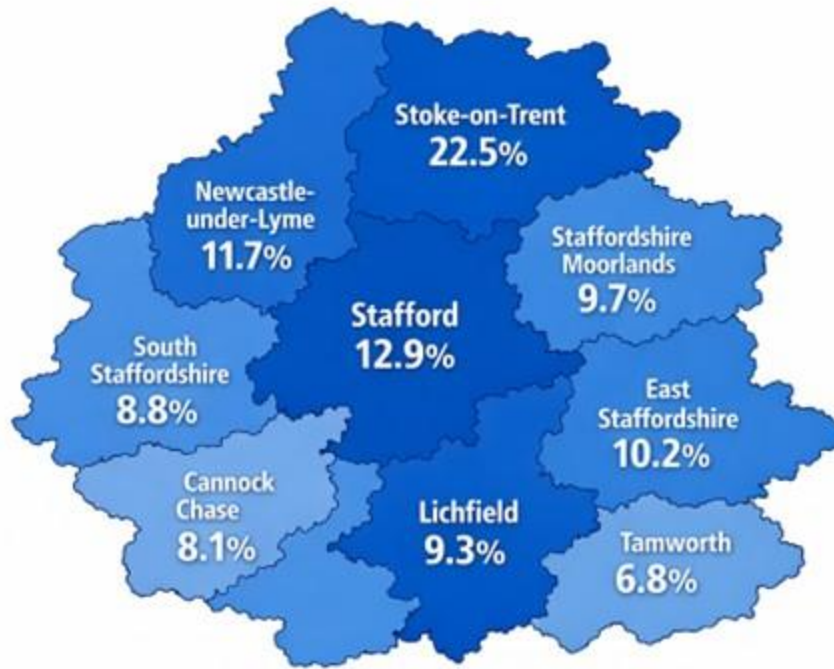 Stoke-on-Trent
22.5%
Newcastle-
under-Lyme
11.7%
Staffordshire
Moorlands
9.7%
Stafford
12.9%
South
Staffordshire
8.8%
East
Staffordshire
10.2%
Cannock
Chase
8.1%
Lichfield
9.3%
Tamworth
6.8%